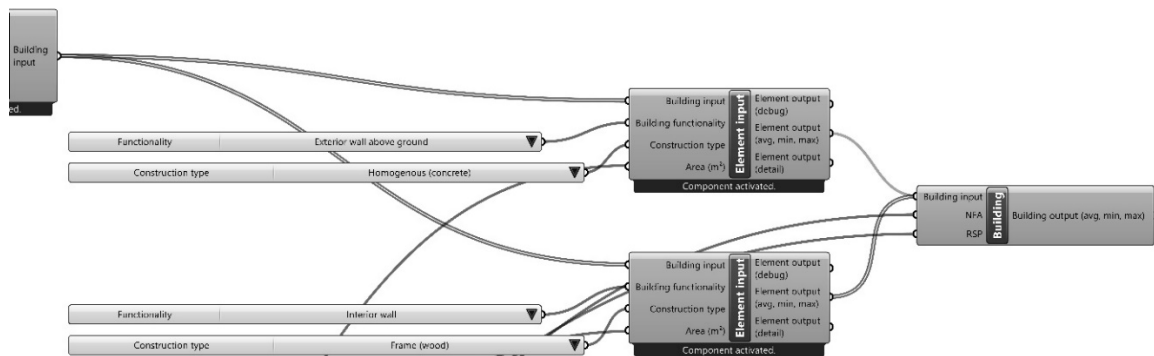 Building
input
ed.
Functionality Exterior wall above ground
Construction type Homogenous (concrete)
Building input
Building functionality
Construction type
Area (m²)
Element input
Element output
(debug)
Element output
(avg, min, max)
Element output
(detail)
Component activated.
Building input
NFA
RSP
Building
Building output (avg, min, max)
Functionality Interior wall
Construction type Frame (wood)
Building input
Building functionality
Construction type
Area (m²)
Element input
Element output
(debug)
Element output
(avg, min, max)
Element output
(detail)
Component activated.